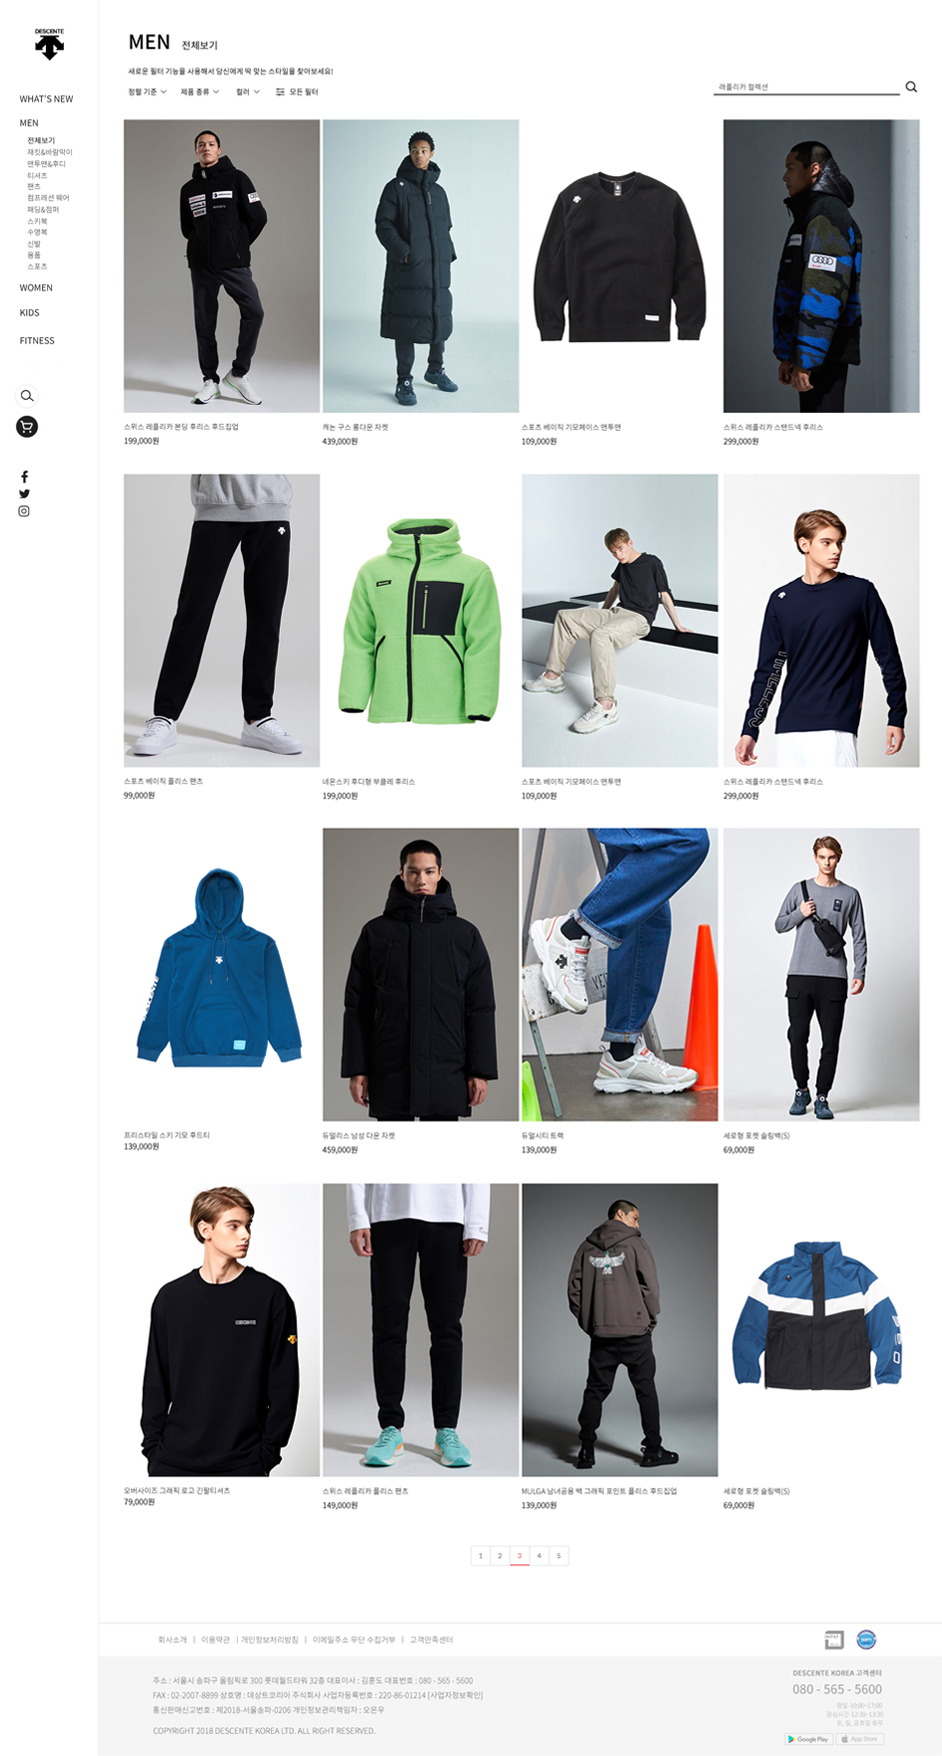 DESCENTE
WHAT'S NEW
MEN
전체보기
재킷&바람막이
맨투맨&후디
티셔츠
팬츠
컴프레션 웨어
패딩&점퍼
스키복
수영복
신발
용품
스포츠
WOMEN
KIDS
FITNESS
MEN 전체보기
새로운 필터 기능을 사용해서 당신에게 딱 맞는 스타일을 찾아보세요!
정렬 기준 제품 종류 컬러 모든 필터
래플리카 컬렉션
스위스 레플리카 본딩 후리스 후드집업
199,000원
캐논 구스 롱다운 자켓
439,000원
스포츠 베이직 기모페이스 맨투맨
109,000원
스위스 레플리카 스탠드넥 후리스
299,000원
스포츠 베이직 플리스 팬츠
99,000원
네온스키 후디형 부클레 후리스
199,000원
스포츠 베이직 기모페이스 맨투맨
109,000원
스위스 레플리카 스탠드넥 후리스
299,000원
프리스타일 스키 기모 후드티
139,000원
듀얼리스 남성 다운 자켓
459,000원
듀얼시티 트랙
139,000원
세로형 포켓 슬링백(S)
69,000원
오버사이즈 그래픽 로고 긴팔티셔츠
79,000원
스위스 레플리카 플리스 팬츠
149,000원
MULGA 남녀공용 백 그래픽 포인트 플리스 후드집업
139,000원
세로형 포켓 슬링백(S)
69,000원
1 2 3 4 5
회사소개 | 이용약관 | 개인정보처리방침 | 이메일주소 무단 수집거부 | 고객만족센터
주소 : 서울시 송파구 올림픽로 300 롯데월드타워 32층 대표이사 : 김훈도 대표번호 : 080 - 565 - 5600
FAX : 02-2007-8899 상호명 : 데상트코리아 주식회사 사업자등록번호 : 220-86-01214 [사업자정보확인]
통신판매신고번호 : 제2018-서울송파-0206 개인정보관리책임자 : 오은우
COPYRIGHT 2018 DESCENTE KOREA LTD. ALL RIGHT RESERVED.
DESCENTE KOREA 고객센터
080 - 565 - 5600
평일 10:00~17:00
점심시간 12:30~13:30
토, 일, 공휴일 휴무
Google Play
App Store